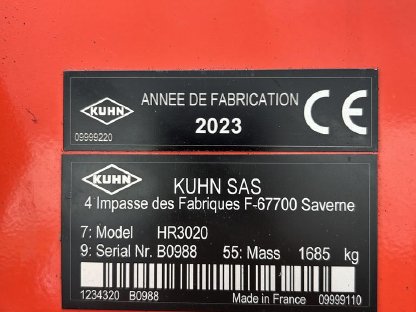 KUHN ANNEE DE FABRICATION CE
2023
09999220
KUHN KUHN SAS
4 Impasse des Fabriques F-67700 Saverne
7: Model HR3020
9: Serial Nr. B0988 55: Mass 1685 kg
1234320 B0988 Made in France 09999110